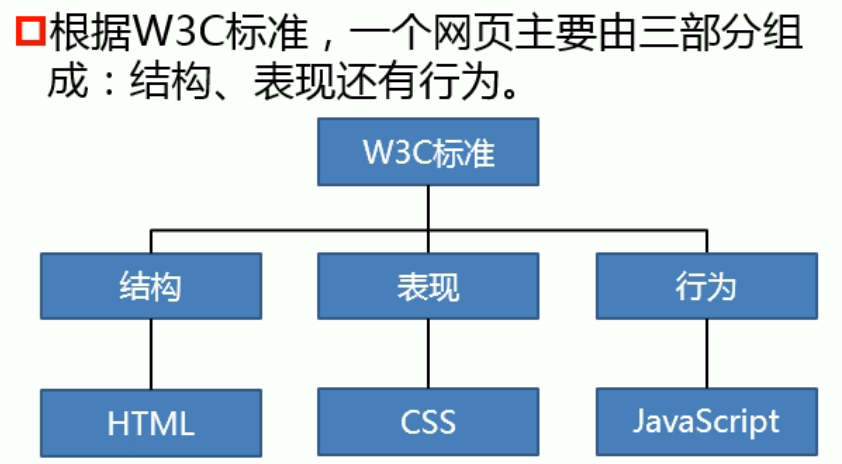 根据W3C标准，一个网页主要由三部分组
成：结构、表现还有行为。
W3C标准
结构
表现
行为
HTML
CSS
JavaScript